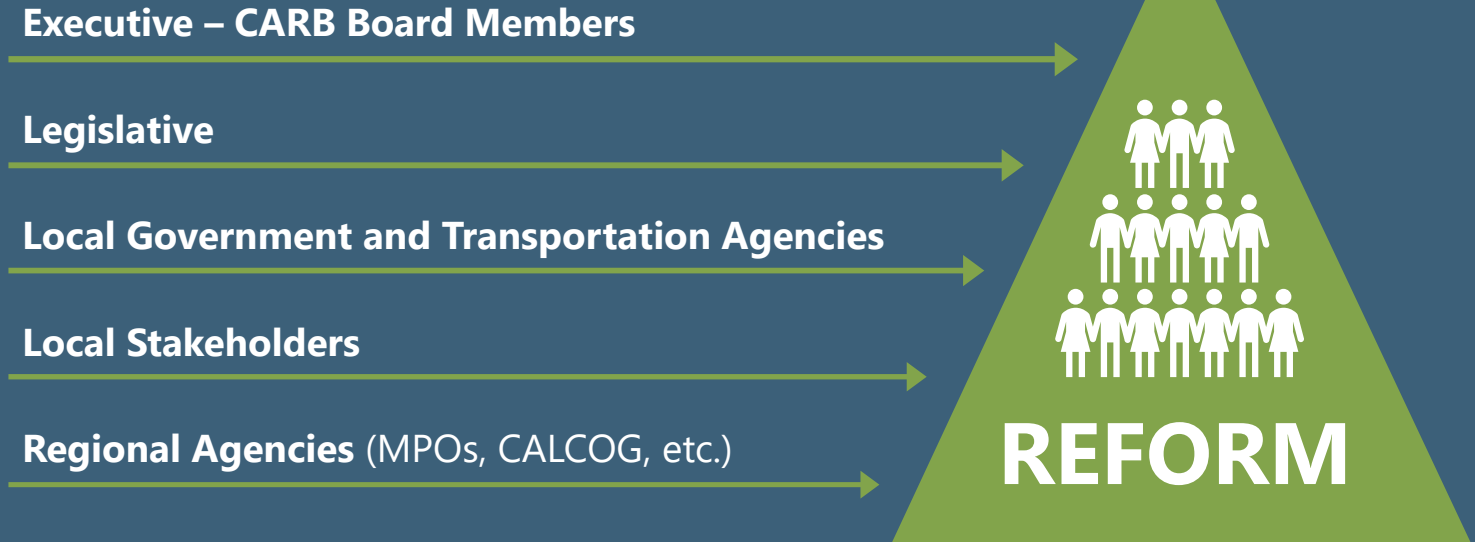 Executive – CARB Board Members
Legislative
Local Government and Transportation Agencies
Local Stakeholders
Regional Agencies (MPOs, CALCOG, etc.)
REFORM